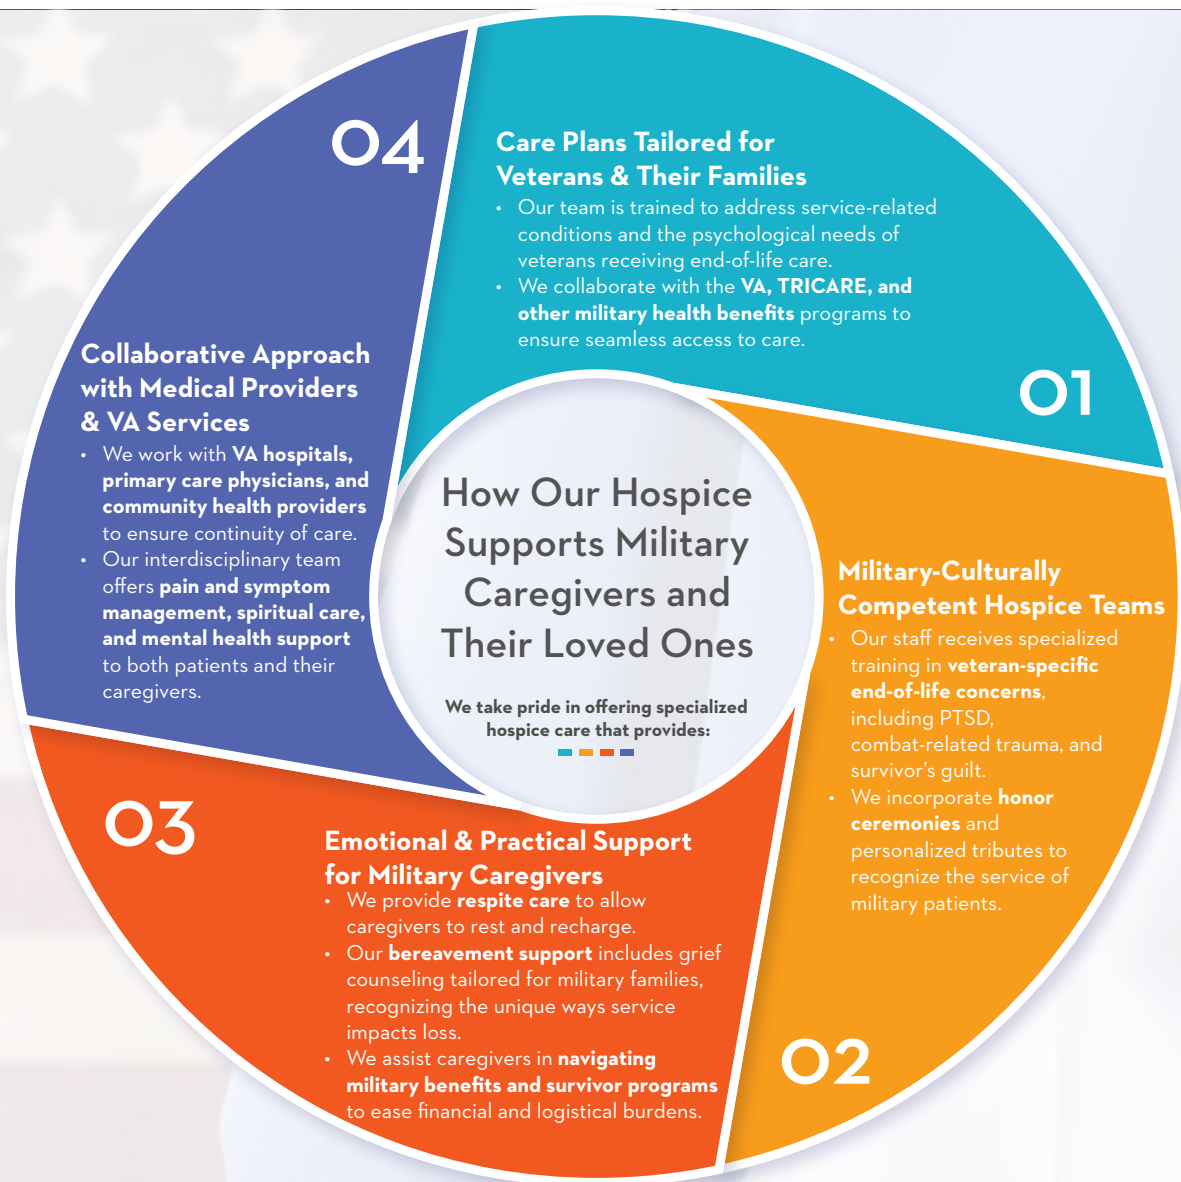 How Our Hospice
Supports Military
Caregivers and
Their Loved Ones
We take pride in offering specialized
hospice care that provides:
01
Care Plans Tailored for
Veterans & Their Families
• Our team is trained to address service-related
conditions and the psychological needs of
veterans receiving end-of-life care.
• We collaborate with the VA, TRICARE, and
other military health benefits programs to
ensure seamless access to care.
02
Military-Culturally
Competent Hospice Teams
• Our staff receives specialized
training in veteran-specific
end-of-life concerns,
including PTSD,
combat-related trauma, and
survivor's guilt.
• We incorporate honor
ceremonies and
personalized tributes to
recognize the service of
military patients.
03
Emotional & Practical Support
for Military Caregivers
• We provide respite care to allow
caregivers to rest and recharge.
• Our bereavement support includes grief
counseling tailored for military families,
recognizing the unique ways service
impacts loss.
• We assist caregivers in navigating
military benefits and survivor programs
to ease financial and logistical burdens.
04
Collaborative Approach
with Medical Providers
& VA Services
• We work with VA hospitals,
primary care physicians, and
community health providers
to ensure continuity of care.
• Our interdisciplinary team
offers pain and symptom
management, spiritual care,
and mental health support
to both patients and their
caregivers.